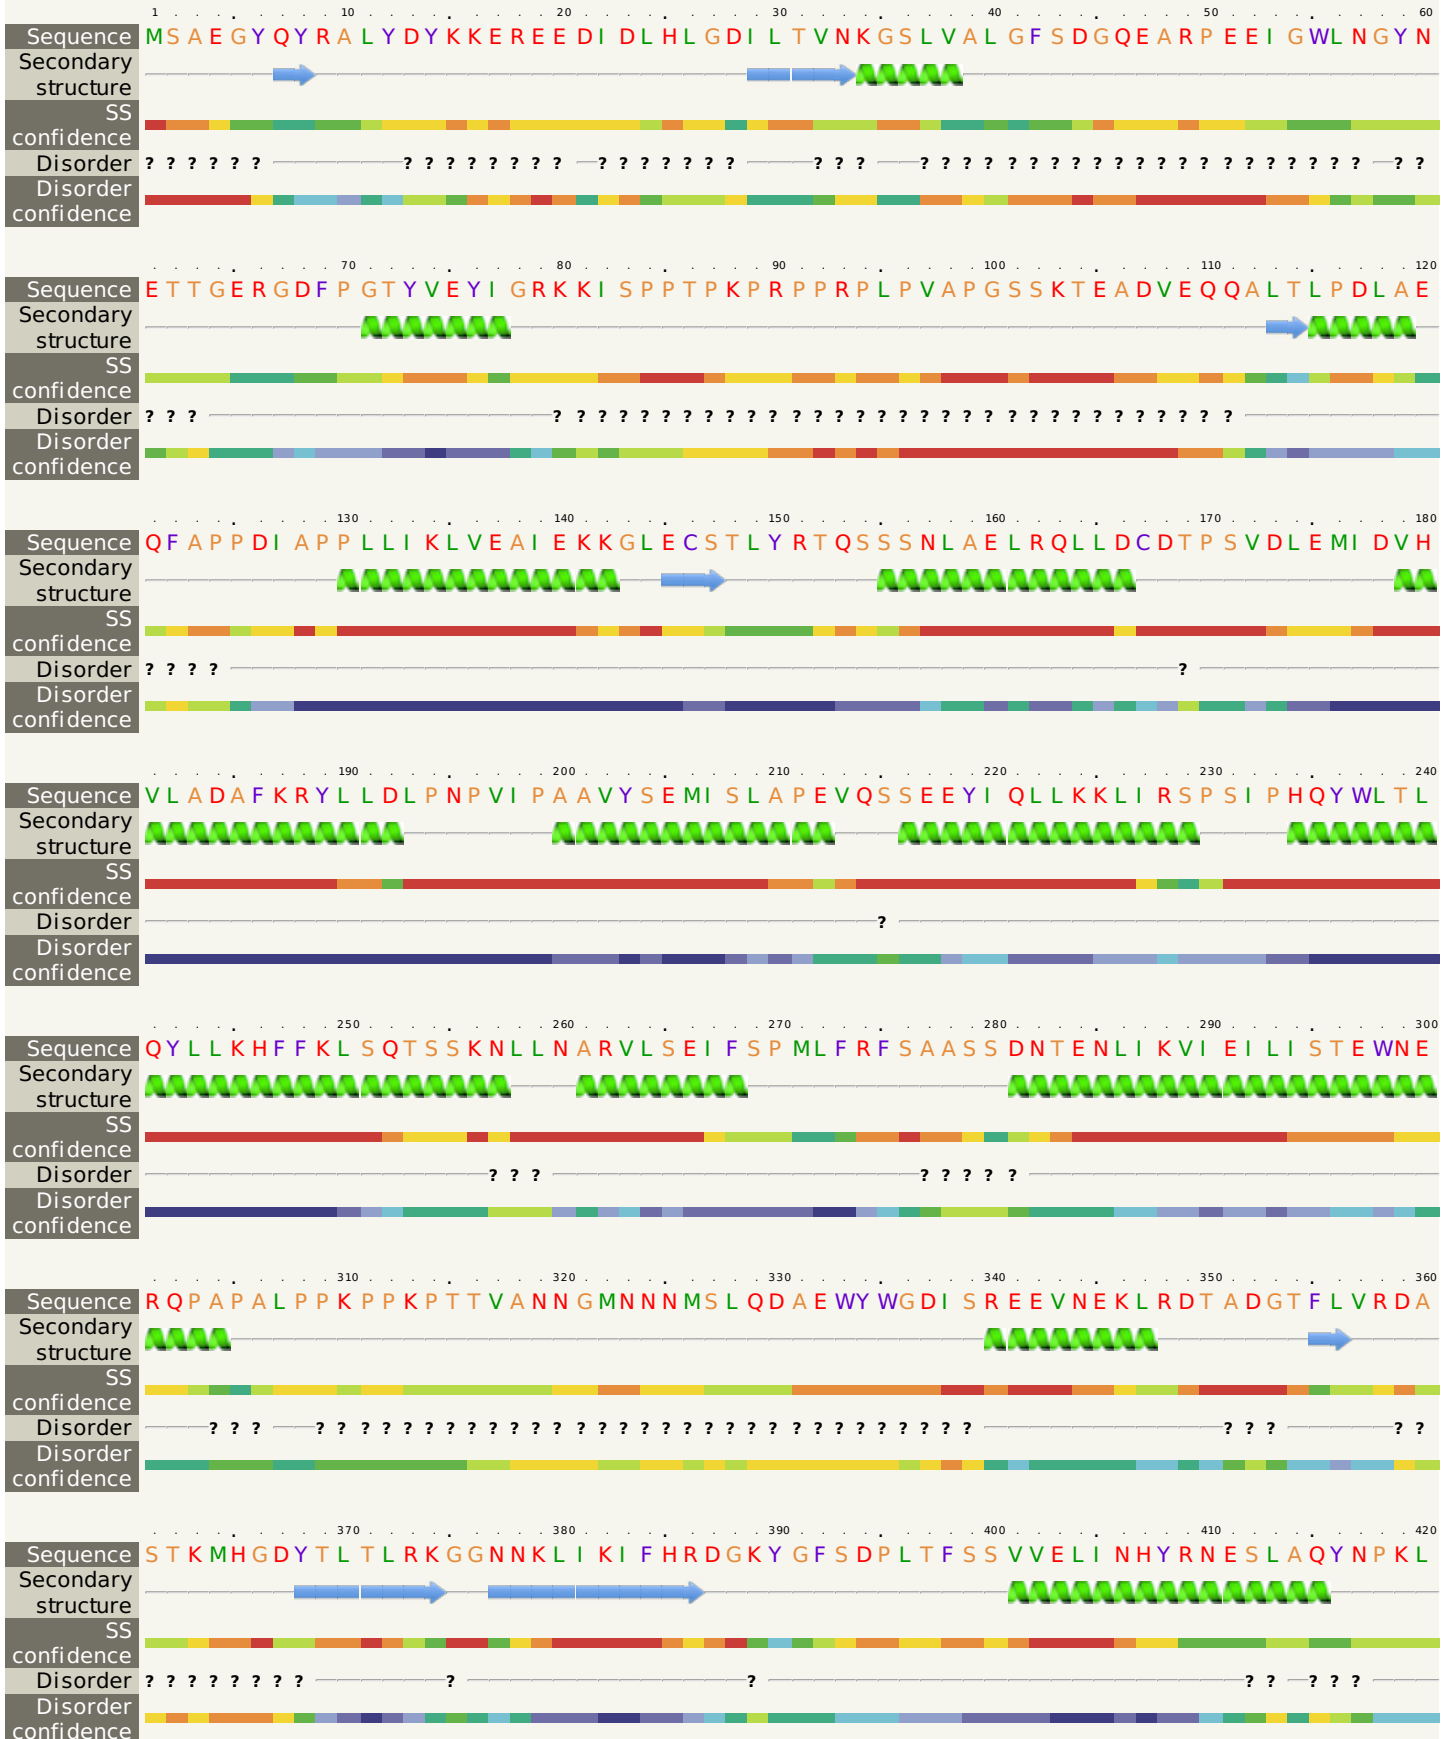 1 10 20 30 40 50 60
Sequence MSAEGYQYRALYDYKKEREEDIDLHLGDILTVNKGSLVALGFSDGQEARPEEIGWLNGYN
Secondary
structure
SS
confidence
Disorder ?????? ???????? ??????? ??? ????????????????????? ??
Disorder
confidence
70 80 90 100 110 120
Sequence ETTGERGDFPGTYVEYIGRKKISPPTPKPRPPRPLPVAPGSSKTEADVEQQALTLPDLAE
Secondary
structure
SS
confidence
Disorder ??? ????????????????????????????????
Disorder
confidence
130 140 150 160 170 180
Sequence QFAPPDIAPPLLIKLVEAIEKKGLECSTLYRTQSSSNLAELRQLLDCDTPSVDLEMIDVH
Secondary
structure
SS
confidence
Disorder ???? ?
Disorder
confidence
190 200 210 220 230 240
Sequence VLADAFKRYLLDLPNPVIPAAVYSEMISLAPEVQSSEEYIQLLKKLIRSPSIPHQYWLTL
Secondary
structure
SS
confidence
Disorder ?
Disorder
confidence
250 260 270 280 290 300
Sequence QYLLKHFFKLSQTSSKNLLNARVLSEIFSPMLFRFSAASSDNTENLIKVIEILISTEWNE
Secondary
structure
SS
confidence
Disorder ??? ?????
Disorder
confidence
310 320 330 340 350 360
Sequence RQPAPALPPKPPKPTTVANNGMNNNMSLQDAEWYWGDISREEVNEKLRDTADGTFLVRDA
Secondary
structure
SS
confidence
Disorder ??? ??????????????????????????????? ??? ??
Disorder
confidence
370 380 390 400 410 420
Sequence STKMHGDYTLTLRKGGNNKLIKIFHRDGKYGFSDPLTFSSVVELINHYRNESLAQYNPKL
Secondary
structure
SS
confidence
Disorder ???????? ? ? ?? ???
Disorder
confidence